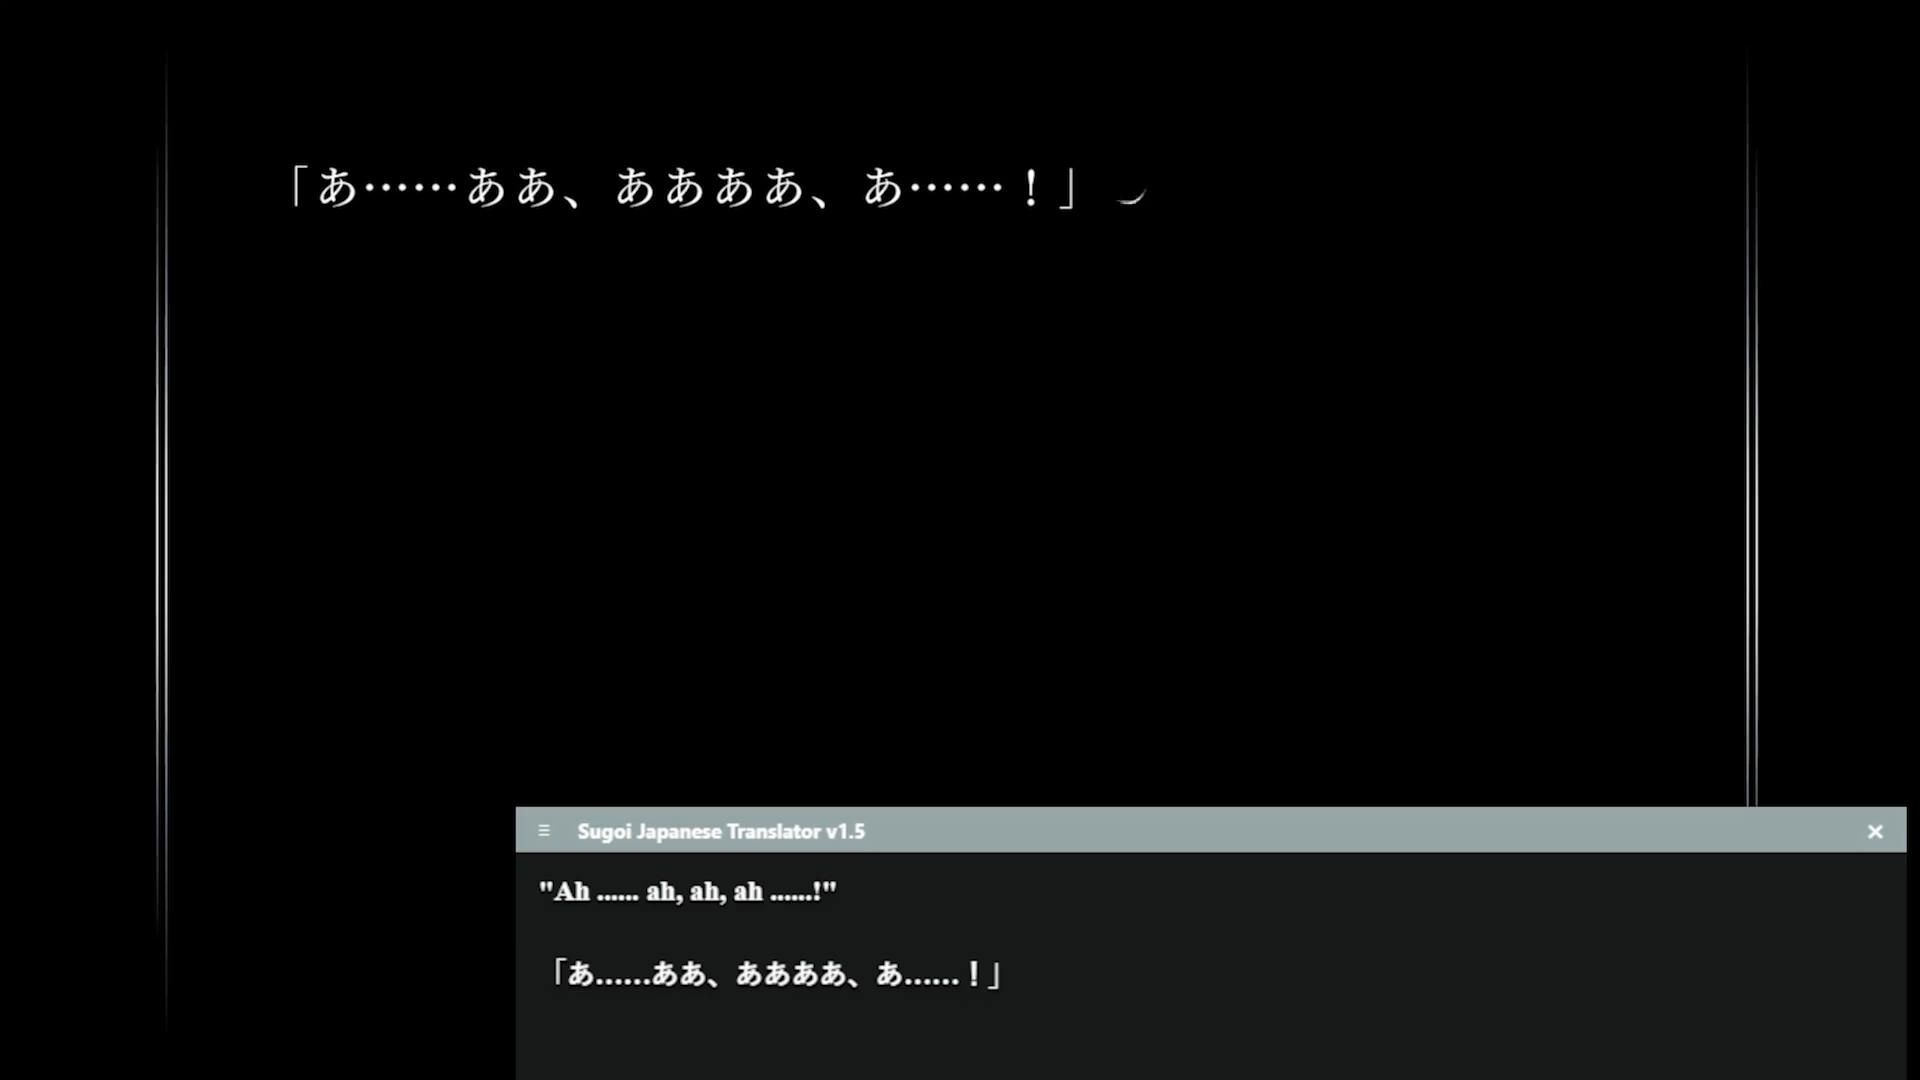 「あ……ああ、ああああ、あ……！」
☰ Sugoi Japanese Translator v1.5 ×
"Ah ...... ah, ah, ah ......!"
「あ……ああ、ああああ、あ……！」